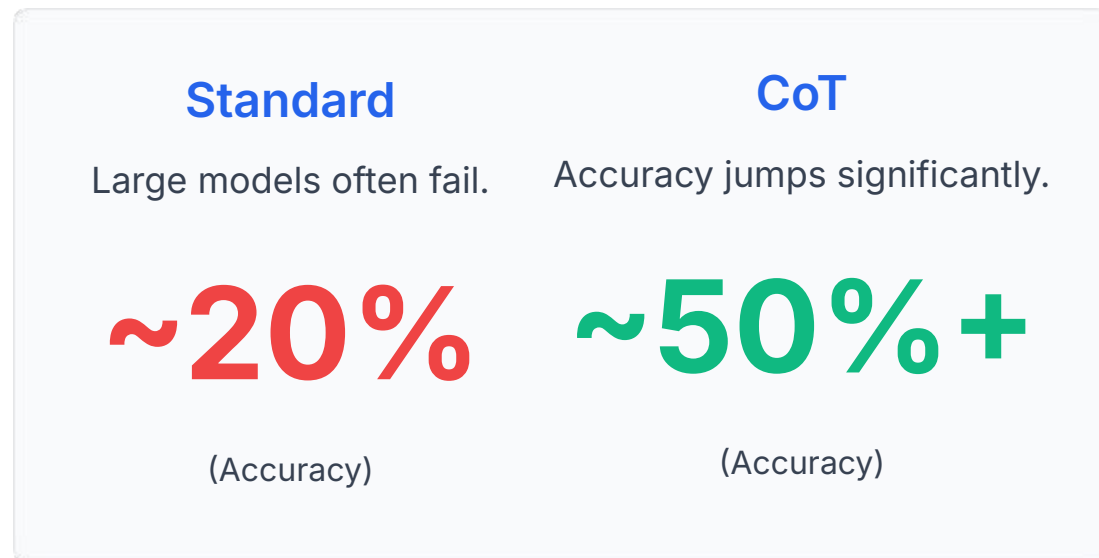 Standard
Large models often fail.
~20%
(Accuracy)
CoT
Accuracy jumps significantly.
~50%+
(Accuracy)